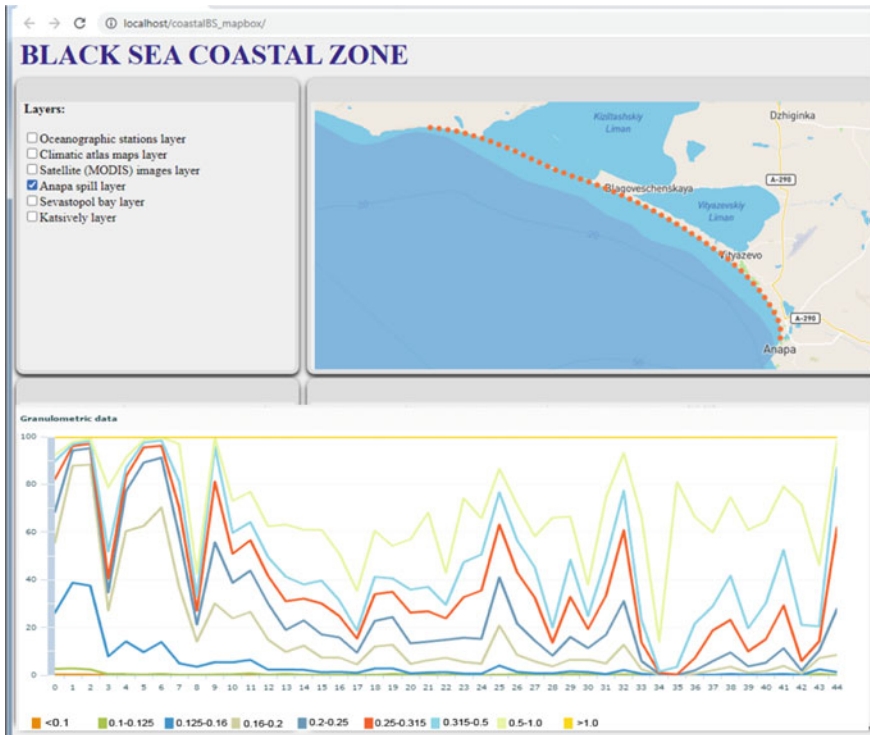 localhost/coastalBS_mapbox/
BLACK SEA COASTAL ZONE
Layers:
Oceanographic stations layer
Climatic atlas maps layer
Satellite (MODIS) images layer
Anapa spill layer
Sevastopol bay layer
Katsively layer
Kiziltashskiy
Liman
Dzhiginka
A-290
Blagoveschenskaya
Vityazevskiy
Liman
Vityazevo
A-290
Anapa
Granulometric data
100
80
60
40
20
0
0 1 2 3 4 5 6 7 8 9 10 11 12 13 14 15 16 17 18 19 20 21 22 23 24 25 26 27 28 29 30 31 32 33 34 35 36 37 38 39 40 41 42 43 44
<0.1 0.1-0.125 0.125-0.16 0.16-0.2 0.2-0.25 0.25-0.315 0.315-0.5 0.5-1.0 >1.0